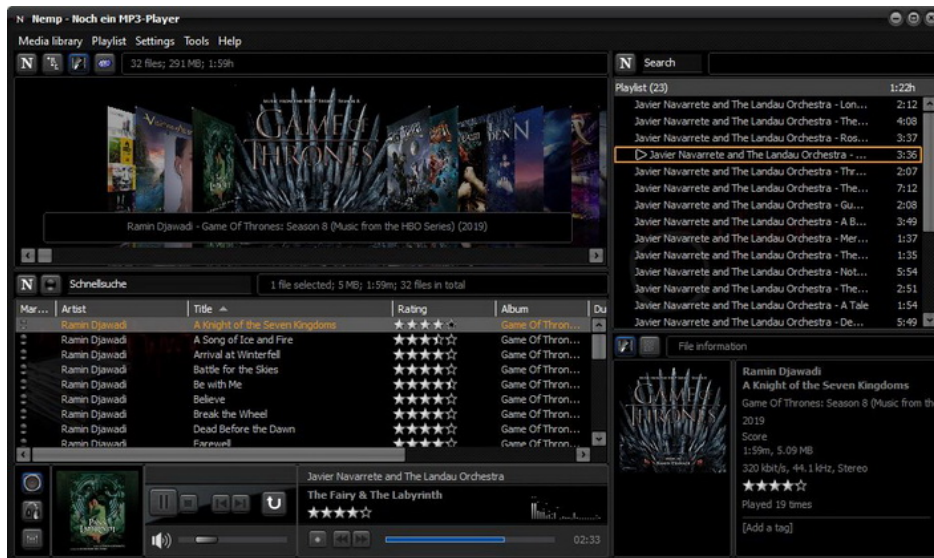 N Nemp - Noch ein MP3-Player
Media library Playlist Settings Tools Help
N 32 files; 291 MB; 1:59h
MUSIC FROM THE HBO SERIES SEASON 8
GAME OF THRONES
Ramin Djawadi - Game Of Thrones: Season 8 (Music from the HBO Series) (2019)
N Schnellsuche 1 file selected; 5 MB; 1:59m; 32 files in total
Mar... Artist Title Rating Album Du
Ramin Djawadi A Knight of the Seven Kingdoms Game Of Thron...
Ramin Djawadi A Song of Ice and Fire Game Of Thron...
Ramin Djawadi Arrival at Winterfell Game Of Thron...
Ramin Djawadi Battle for the Skies Game Of Thron...
Ramin Djawadi Be with Me Game Of Thron...
Ramin Djawadi Believe Game Of Thron...
Ramin Djawadi Break the Wheel Game Of Thron...
Ramin Djawadi Dead Before the Dawn Game Of Thron...
Ramin Djawadi Farewell Game Of Thron...
PAN'S LABYRINTH
Javier Navarrete and The Landau Orchestra
The Fairy & The Labyrinth
02:33
N Search
Playlist (23) 1:22h
Javier Navarrete and The Landau Orchestra - Lon... 2:12
Javier Navarrete and The Landau Orchestra - The... 4:08
Javier Navarrete and The Landau Orchestra - Ros... 3:37
Javier Navarrete and The Landau Orchestra - ... 3:36
Javier Navarrete and The Landau Orchestra - Thr... 2:07
Javier Navarrete and The Landau Orchestra - The... 7:12
Javier Navarrete and The Landau Orchestra - Gu... 2:08
Javier Navarrete and The Landau Orchestra - A B... 3:49
Javier Navarrete and The Landau Orchestra - Mer... 1:37
Javier Navarrete and The Landau Orchestra - The... 1:35
Javier Navarrete and The Landau Orchestra - Not... 5:54
Javier Navarrete and The Landau Orchestra - The... 2:51
Javier Navarrete and The Landau Orchestra - A Tale 1:54
Javier Navarrete and The Landau Orchestra - De... 5:49
File information
GAME OF THRONES
Ramin Djawadi
A Knight of the Seven Kingdoms
Game Of Thrones: Season 8 (Music from the
2019
Score
1:59m, 5.09 MB
320 kbit/s, 44.1 kHz, Stereo
Played 19 times
[Add a tag]